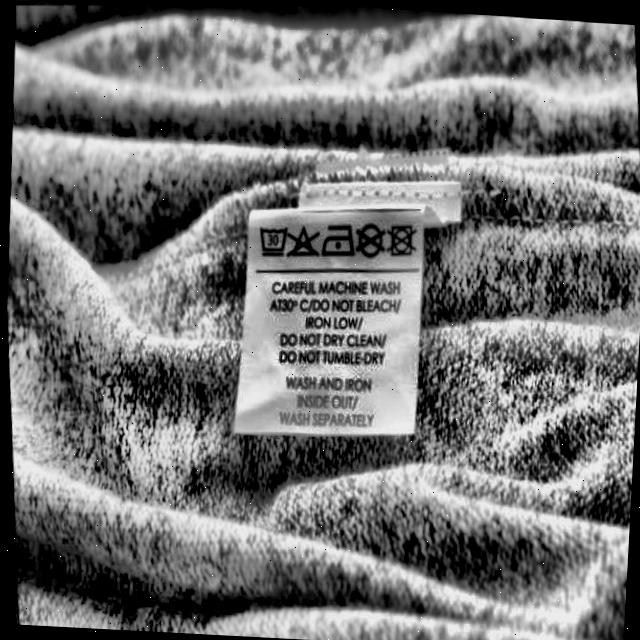 30
CAREFUL MACHINE WASH
AT30° C/DO NOT BLEACH/
IRON LOW/
DO NOT DRY CLEAN/
DO NOT TUMBLE-DRY
WASH AND IRON
INSIDE OUT/
WASH SEPARATELY